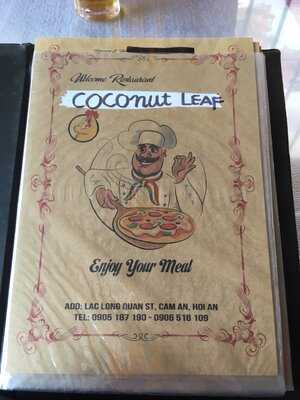 Welcome Restaurant
COCONUT LEAF
Enjoy Your Meal
ADD: LAC LONG QUAN ST, CAM AN, HOI AN
TEL: 0905 187 190 - 0906 516 109